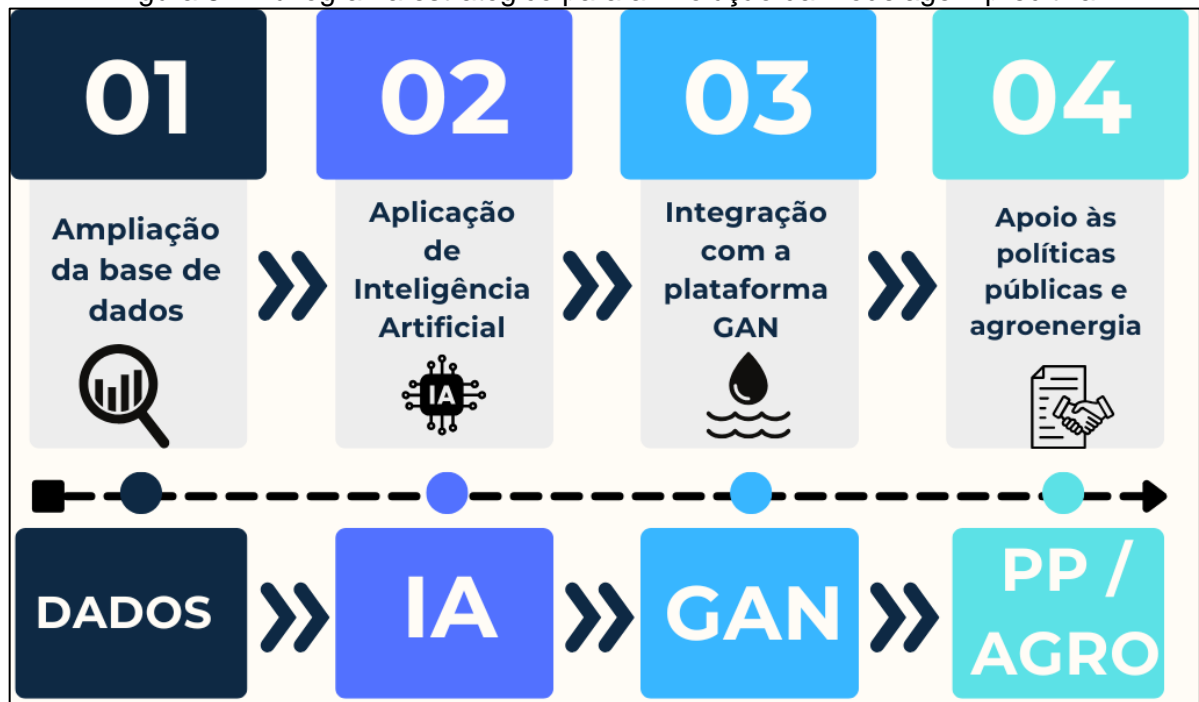 01
02
03
04
Ampliação
da base de
dados
Aplicação
de
Inteligência
Artificial
IA
Integração
com a
plataforma
GAN
Apoio às
políticas
públicas e
agroenergia
DADOS
IA
GAN
PP /
AGRO